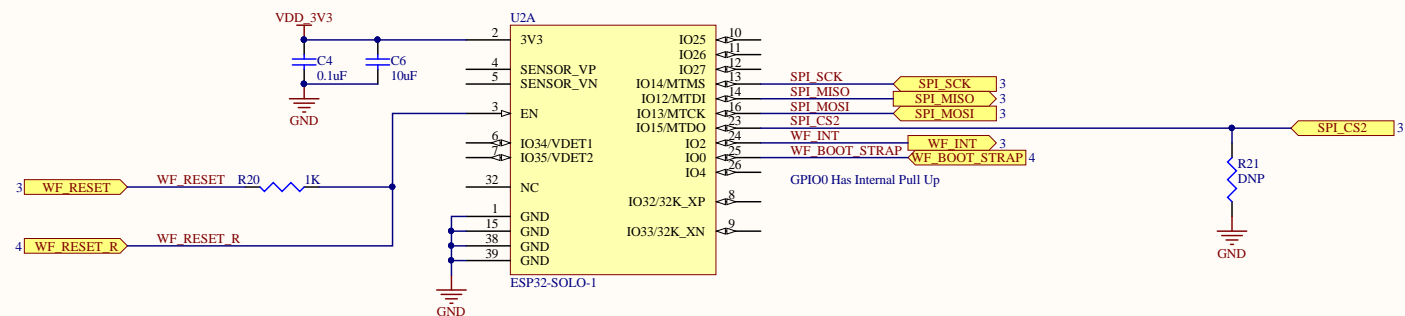 VDD_3V3
U2A
C4
0.1uF
C6
10uF
GND
2
3V3
4
SENSOR_VP
5
SENSOR_VN
3
EN
6
IO34/VDET1
7
IO35/VDET2
32
NC
1
GND
15
GND
38
GND
39
GND
GND
ESP32-SOLO-1
IO25
10
IO26
11
IO27
12
IO14/MTMS
13
SPI_SCK
SPI_SCK
3
IO12/MTDI
14
SPI_MISO
SPI_MISO
3
IO13/MTCK
16
SPI_MOSI
SPI_MOSI
3
IO15/MTDO
23
SPI_CS2
SPI_CS2
3
IO2
24
WF_INT
WF_INT
3
IO0
25
WF_BOOT_STRAP
WF_BOOT_STRAP
4
IO4
26
GPIO0 Has Internal Pull Up
IO32/32K_XP
8
IO33/32K_XN
9
3
WF_RESET
WF_RESET
R20
1K
4
WF_RESET_R
WF_RESET_R
R21
DNP
GND